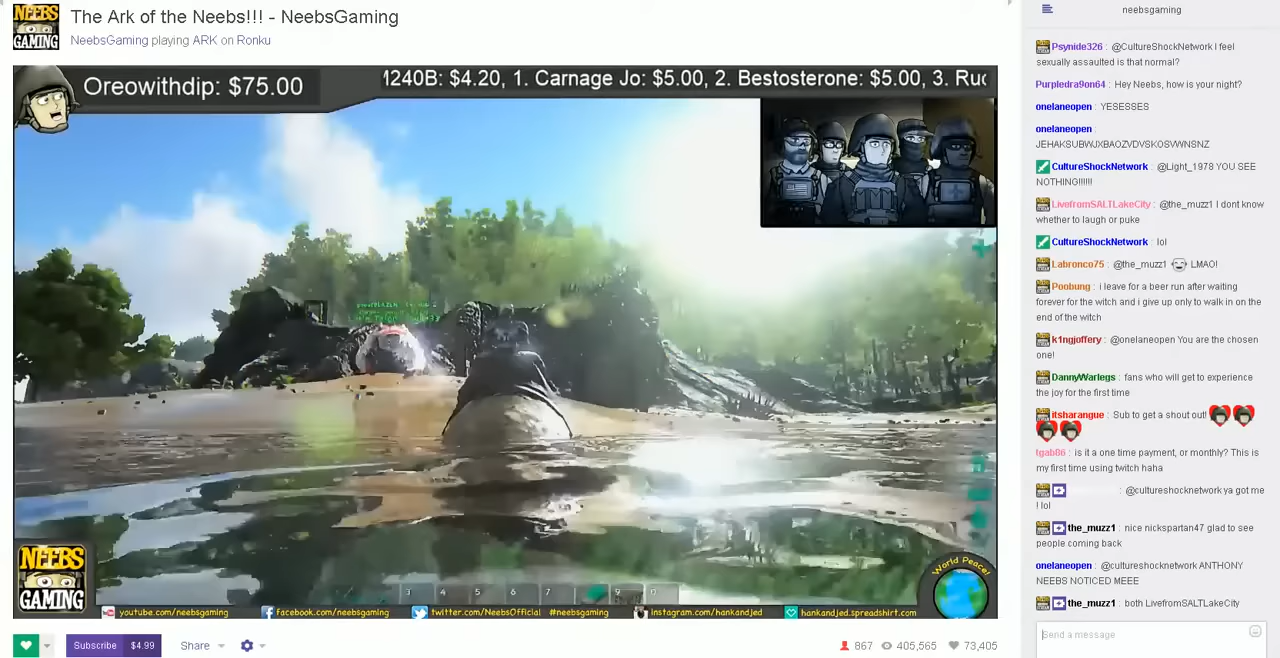 The Ark of the Neebs!!! - NeebsGaming
NeebsGaming playing ARK on Ronku
NEEBS
GAMING
Oreowithdip: $75.00
1240B: $4.20, 1. Carnage Jo: $5.00, 2. Bestosterone: $5.00, 3. Ruc
NEEBS
GAMING
World Peace!
3 4 5 6 7 9 0
youtube.com/neebsgaming
facebook.com/neebsgaming
twitter.com/NeebsOfficial #neebsgaming
instagram.com/hankandjed
hankandjed.spreadshirt.com
Subscribe $4.99
Share
867 405,565 73,405
neebsgaming
Psynide326 : @CultureShockNetwork I feel
sexually assaulted is that normal?
Purpledra9on64 : Hey Neebs, how is your night?
onelaneopen : YESESSES
onelaneopen :
JEHAKSUBWJXBAOZVDVSKOSVWNSNZ
CultureShockNetwork : @Light_1978 YOU SEE
NOTHING!!!!!!
LivefromSALTLakeCity : @the_muzz1 I dont know
whether to laugh or puke
CultureShockNetwork : lol
Labronco75 : @the_muzz1 LMAO!
Poobung : i leave for a beer run after waiting
forever for the witch and i give up only to walk in on the
end of the witch
k1ngjoffery : @onelaneopen You are the chosen
one!
DannyWarlegs : fans who will get to experience
the joy for the first time
itsharangue : Sub to get a shout out!
tgab86 : is it a one time payment, or monthly? This is
my first time using twitch haha
: @cultureshocknetwork ya got me
! lol
the_muzz1 : nice nickspartan47 glad to see
people coming back
onelaneopen : @cultureshocknetwork ANTHONY
NEEBS NOTICED MEEE
the_muzz1 : both LivefromSALTLakeCity
Send a message